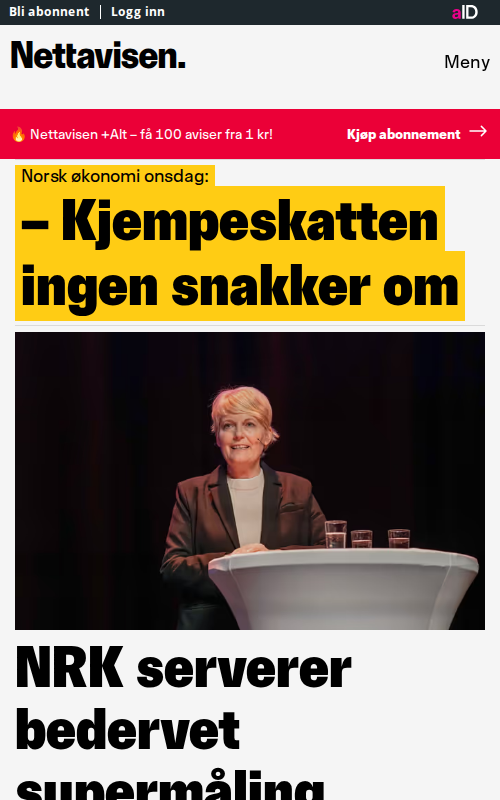 Bli abonnent | Logg inn
aID
Nettavisen.
Meny
🔥 Nettavisen +Alt – få 100 aviser fra 1 kr!
Kjøp abonnement →
Norsk økonomi onsdag:
– Kjempeskatten
ingen snakker om
NRK serverer
bedervet
supermåling